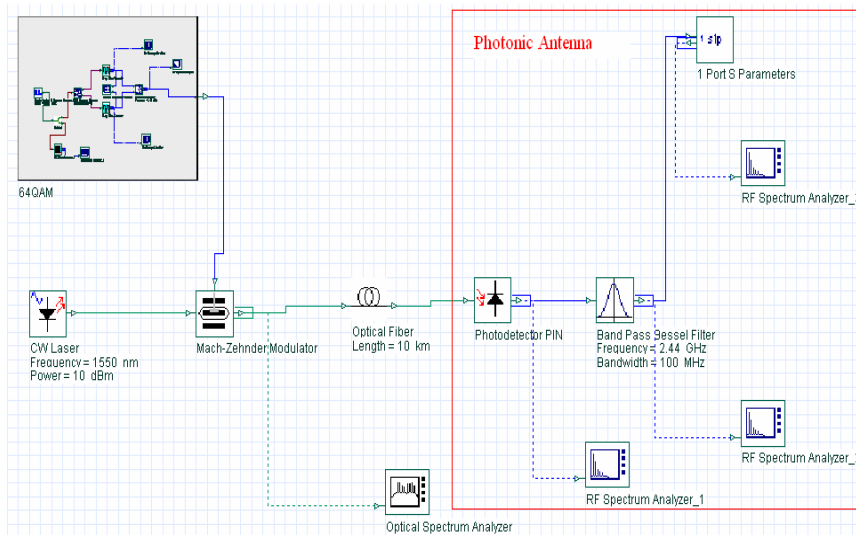 Photonic Antenna
1 s1p
1 Port S Parameters
64QAM
RF Spectrum Analyzer_
CW Laser
Frequency = 1550 nm
Power = 10 dBm
Mach-Zehnder Modulator
Optical Fiber
Length = 10 km
Photodetector PIN
Band Pass Bessel Filter
Frequency = 2.44 GHz
Bandwidth = 100 MHz
RF Spectrum Analyzer_
RF Spectrum Analyzer_1
Optical Spectrum Analyzer